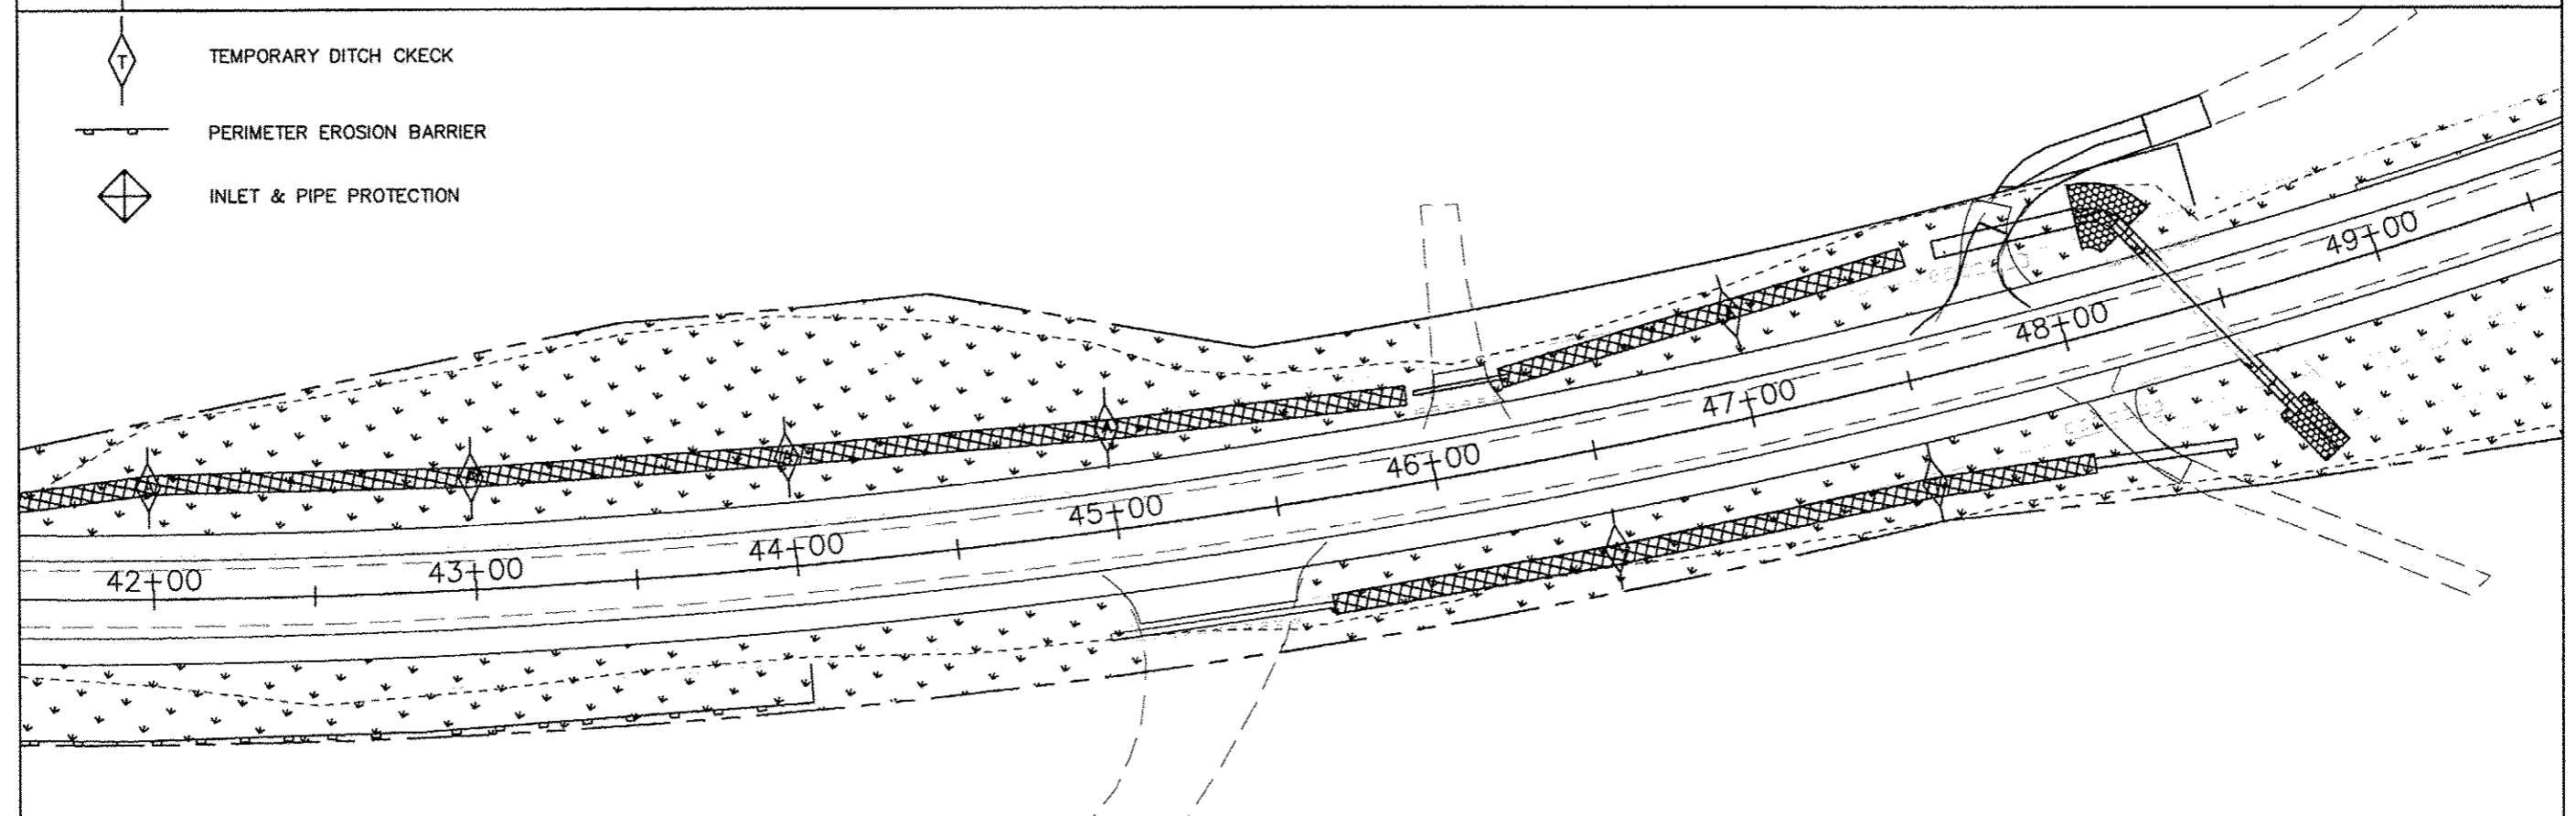 T
TEMPORARY DITCH CKECK
PERIMETER EROSION BARRIER
INLET & PIPE PROTECTION
49+00
48+00
47+00
46+00
45+00
44+00
43+00
42+00